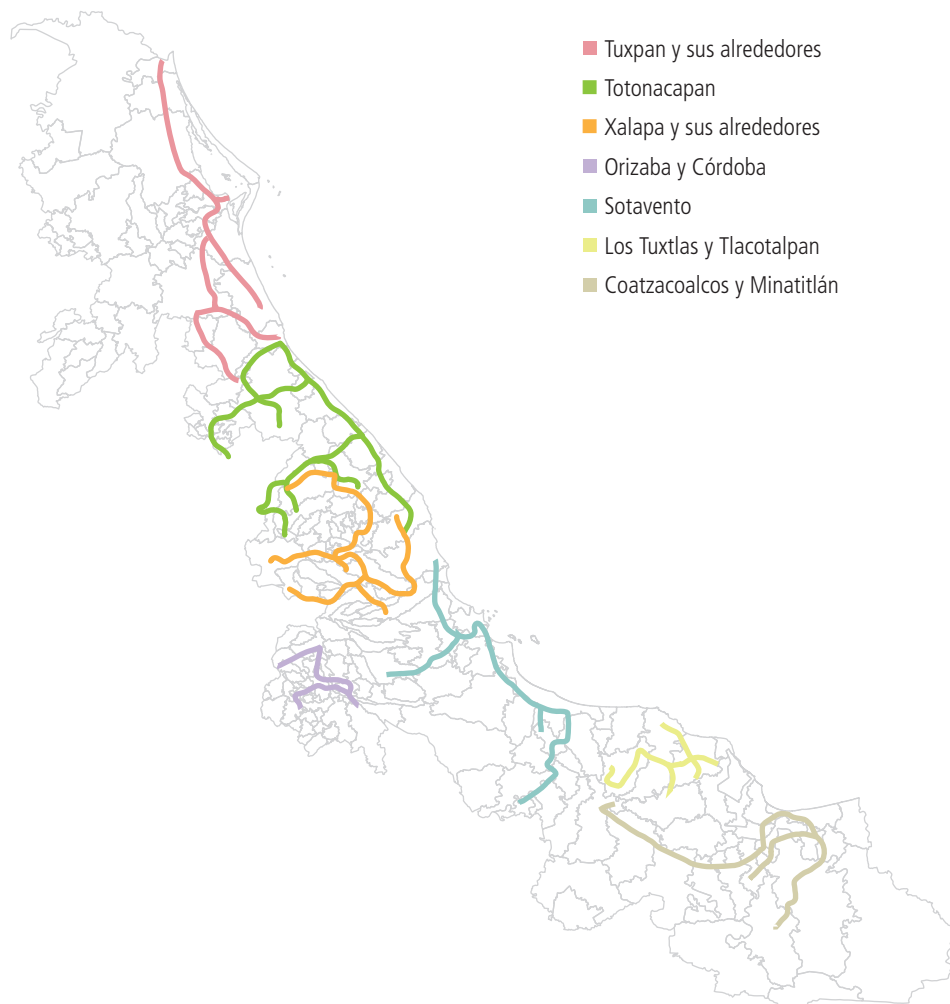 Tuxpan y sus alrededores
Totonacapan
Xalapa y sus alrededores
Orizaba y Córdoba
Sotavento
Los Tuxtlas y Tlacotalpan
Coatzacoalcos y Minatitlán